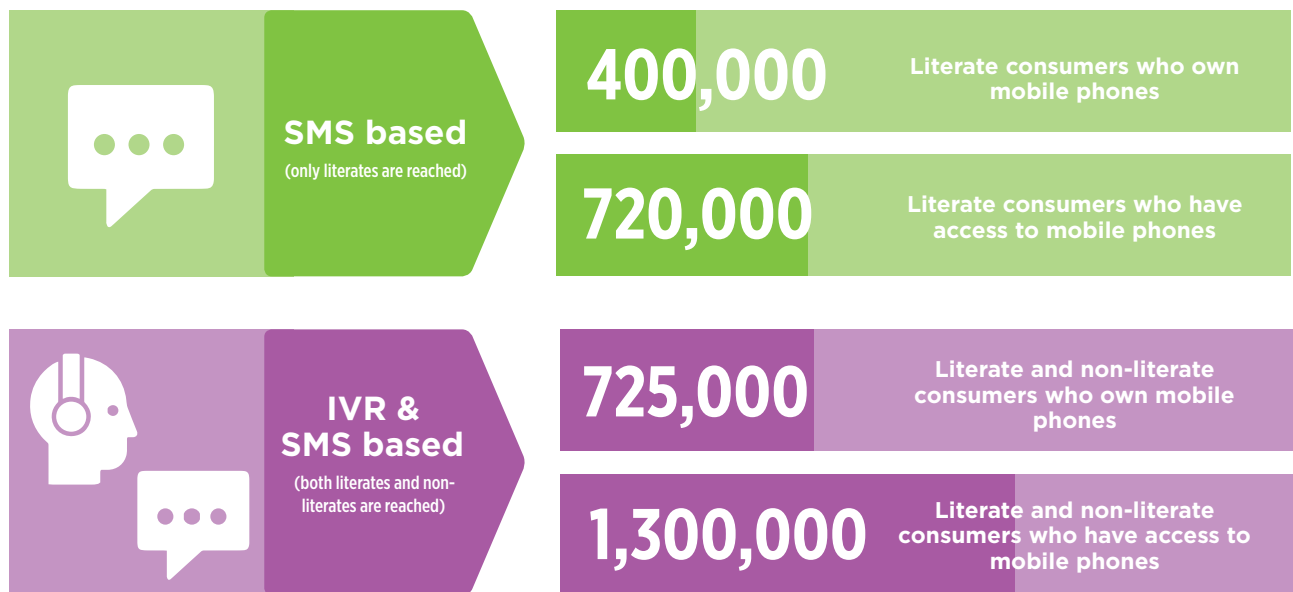 SMS based
(only literates are reached)
400,000
Literate consumers who own
mobile phones
720,000
Literate consumers who have
access to mobile phones
IVR &
SMS based
(both literates and non-
literates are reached)
725,000
Literate and non-literate
consumers who own mobile
phones
1,300,000
Literate and non-literate
consumers who have access to
mobile phones